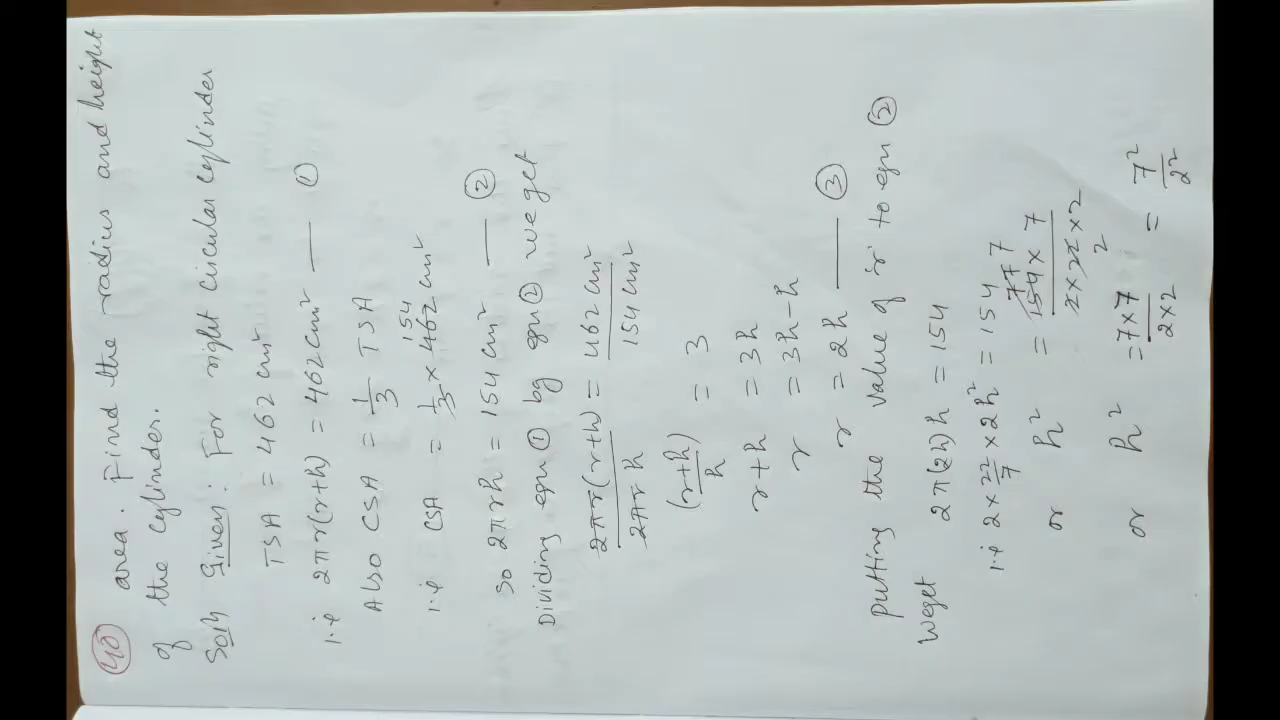 40 area. Find the radius and height
of the cylinder.
Soln Given: For right circular cylinder
TSA = 462 cm²
i.e 2πr(r+h) = 462 cm² —— ①
Also CSA = 1/3 TSA
i.e CSA = 1/3 × 462 cm² 154
So 2πrh = 154 cm² —— ②
Dividing eqn ① by eqn ② we get
2πr(r+h) / 2πrh = 462 cm² / 154 cm²
(r+h)/h = 3
r+h = 3h
r = 3h-h
r = 2h —— ③
putting the value of 'r' to eqn ②
We get 2π(2h)h = 154
i.e 2 × 22/7 × 2h² = 154
or h² = 154 × 7 / 2 × 22 × 2 77 7 2
or h² = 7×7 / 2×2 = 7² / 2²